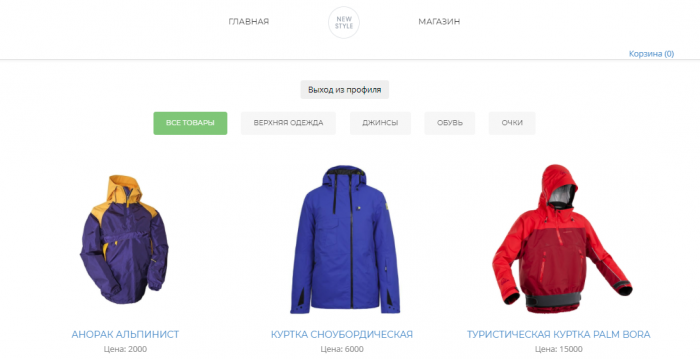 ГЛАВНАЯ
NEW
STYLE
МАГАЗИН
Корзина (0)
Выход из профиля
ВСЕ ТОВАРЫ
ВЕРХНЯЯ ОДЕЖДА
ДЖИНСЫ
ОБУВЬ
ОЧКИ
АНОРАК АЛЬПИНИСТ
КУРТКА СНОУБОРДИЧЕСКАЯ
ТУРИСТИЧЕСКАЯ КУРТКА PALM BORA
Цена: 2000
Цена: 6000
Цена: 15000